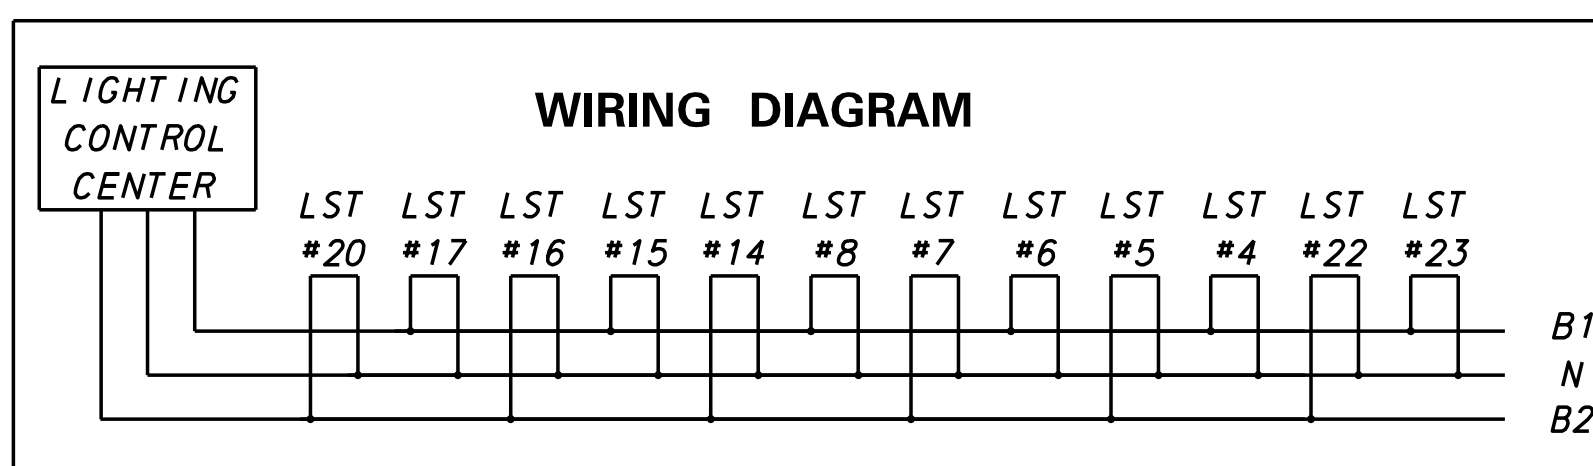 LIGHTING
CONTROL
CENTER
WIRING DIAGRAM
LST LST LST LST LST LST LST LST LST LST LST LST
#20 #17 #16 #15 #14 #8 #7 #6 #5 #4 #22 #23
B1
N
B2